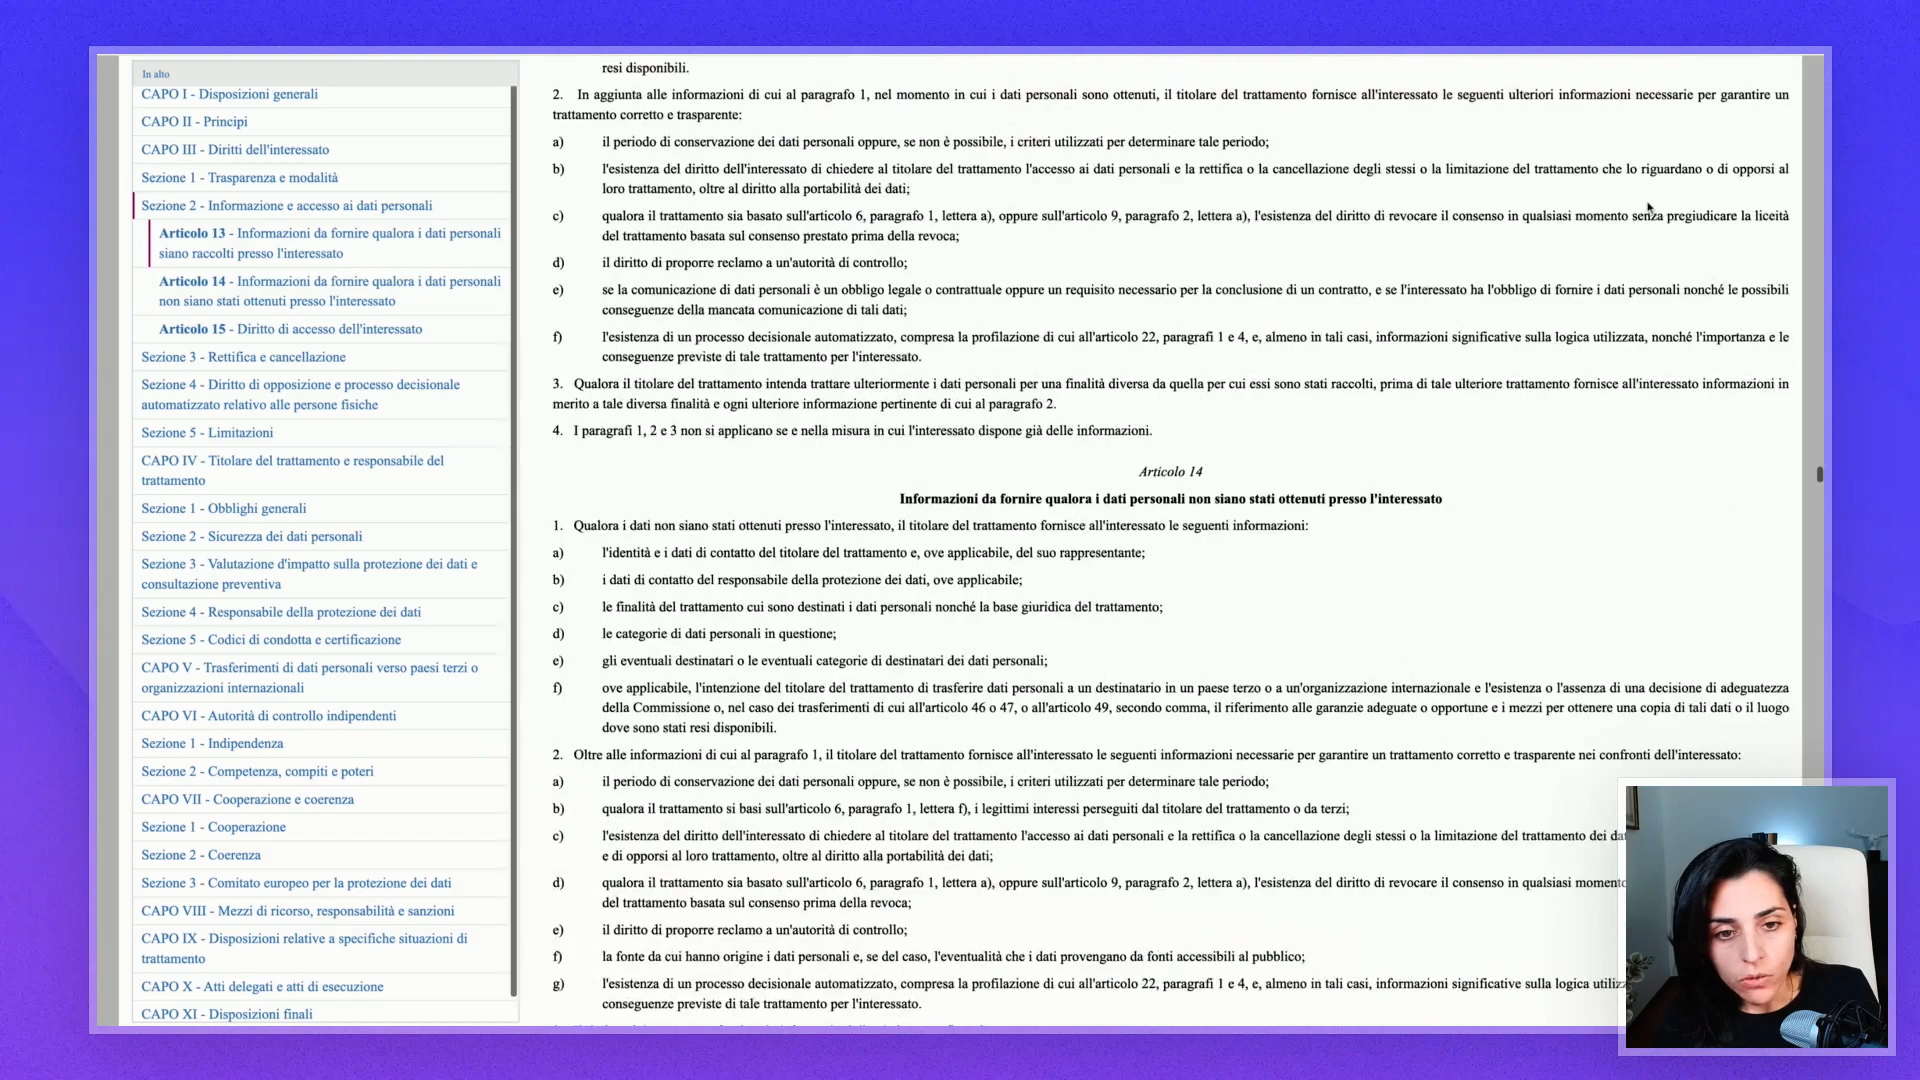 In alto
CAPO I - Disposizioni generali
CAPO II - Principi
CAPO III - Diritti dell'interessato
Sezione 1 - Trasparenza e modalità
Sezione 2 - Informazione e accesso ai dati personali
Articolo 13 - Informazioni da fornire qualora i dati personali
siano raccolti presso l'interessato
Articolo 14 - Informazioni da fornire qualora i dati personali
non siano stati ottenuti presso l'interessato
Articolo 15 - Diritto di accesso dell'interessato
Sezione 3 - Rettifica e cancellazione
Sezione 4 - Diritto di opposizione e processo decisionale
automatizzato relativo alle persone fisiche
Sezione 5 - Limitazioni
CAPO IV - Titolare del trattamento e responsabile del
trattamento
Sezione 1 - Obblighi generali
Sezione 2 - Sicurezza dei dati personali
Sezione 3 - Valutazione d'impatto sulla protezione dei dati e
consultazione preventiva
Sezione 4 - Responsabile della protezione dei dati
Sezione 5 - Codici di condotta e certificazione
CAPO V - Trasferimenti di dati personali verso paesi terzi o
organizzazioni internazionali
CAPO VI - Autorità di controllo indipendenti
Sezione 1 - Indipendenza
Sezione 2 - Competenza, compiti e poteri
CAPO VII - Cooperazione e coerenza
Sezione 1 - Cooperazione
Sezione 2 - Coerenza
Sezione 3 - Comitato europeo per la protezione dei dati
CAPO VIII - Mezzi di ricorso, responsabilità e sanzioni
CAPO IX - Disposizioni relative a specifiche situazioni di
trattamento
CAPO X - Atti delegati e atti di esecuzione
CAPO XI - Disposizioni finali
resi disponibili.
2. In aggiunta alle informazioni di cui al paragrafo 1, nel momento in cui i dati personali sono ottenuti, il titolare del trattamento fornisce all'interessato le seguenti ulteriori informazioni necessarie per garantire un
trattamento corretto e trasparente:
a) il periodo di conservazione dei dati personali oppure, se non è possibile, i criteri utilizzati per determinare tale periodo;
b) l'esistenza del diritto dell'interessato di chiedere al titolare del trattamento l'accesso ai dati personali e la rettifica o la cancellazione degli stessi o la limitazione del trattamento che lo riguardano o di opporsi al
loro trattamento, oltre al diritto alla portabilità dei dati;
c) qualora il trattamento sia basato sull'articolo 6, paragrafo 1, lettera a), oppure sull'articolo 9, paragrafo 2, lettera a), l'esistenza del diritto di revocare il consenso in qualsiasi momento senza pregiudicare la liceità
del trattamento basata sul consenso prestato prima della revoca;
d) il diritto di proporre reclamo a un'autorità di controllo;
e) se la comunicazione di dati personali è un obbligo legale o contrattuale oppure un requisito necessario per la conclusione di un contratto, e se l'interessato ha l'obbligo di fornire i dati personali nonché le possibili
conseguenze della mancata comunicazione di tali dati;
f) l'esistenza di un processo decisionale automatizzato, compresa la profilazione di cui all'articolo 22, paragrafi 1 e 4, e, almeno in tali casi, informazioni significative sulla logica utilizzata, nonché l'importanza e le
conseguenze previste di tale trattamento per l'interessato.
3. Qualora il titolare del trattamento intenda trattare ulteriormente i dati personali per una finalità diversa da quella per cui essi sono stati raccolti, prima di tale ulteriore trattamento fornisce all'interessato informazioni in
merito a tale diversa finalità e ogni ulteriore informazione pertinente di cui al paragrafo 2.
4. I paragrafi 1, 2 e 3 non si applicano se e nella misura in cui l'interessato dispone già delle informazioni.
Articolo 14
Informazioni da fornire qualora i dati personali non siano stati ottenuti presso l'interessato
1. Qualora i dati non siano stati ottenuti presso l'interessato, il titolare del trattamento fornisce all'interessato le seguenti informazioni:
a) l'identità e i dati di contatto del titolare del trattamento e, ove applicabile, del suo rappresentante;
b) i dati di contatto del responsabile della protezione dei dati, ove applicabile;
c) le finalità del trattamento cui sono destinati i dati personali nonché la base giuridica del trattamento;
d) le categorie di dati personali in questione;
e) gli eventuali destinatari o le eventuali categorie di destinatari dei dati personali;
f) ove applicabile, l'intenzione del titolare del trattamento di trasferire dati personali a un destinatario in un paese terzo o a un'organizzazione internazionale e l'esistenza o l'assenza di una decisione di adeguatezza
della Commissione o, nel caso dei trasferimenti di cui all'articolo 46 o 47, o all'articolo 49, secondo comma, il riferimento alle garanzie adeguate o opportune e i mezzi per ottenere una copia di tali dati o il luogo
dove sono stati resi disponibili.
2. Oltre alle informazioni di cui al paragrafo 1, il titolare del trattamento fornisce all'interessato le seguenti informazioni necessarie per garantire un trattamento corretto e trasparente nei confronti dell'interessato:
a) il periodo di conservazione dei dati personali oppure, se non è possibile, i criteri utilizzati per determinare tale periodo;
b) qualora il trattamento si basi sull'articolo 6, paragrafo 1, lettera f), i legittimi interessi perseguiti dal titolare del trattamento o da terzi;
c) l'esistenza del diritto dell'interessato di chiedere al titolare del trattamento l'accesso ai dati personali e la rettifica o la cancellazione degli stessi o la limitazione del trattamento dei
e di opporsi al loro trattamento, oltre al diritto alla portabilità dei dati;
d) qualora il trattamento sia basato sull'articolo 6, paragrafo 1, lettera a), oppure sull'articolo 9, paragrafo 2, lettera a), l'esistenza del diritto di revocare il consenso in qualsiasi
del trattamento basata sul consenso prima della revoca;
e) il diritto di proporre reclamo a un'autorità di controllo;
f) la fonte da cui hanno origine i dati personali e, se del caso, l'eventualità che i dati provengano da fonti accessibili al pubblico;
g) l'esistenza di un processo decisionale automatizzato, compresa la profilazione di cui all'articolo 22, paragrafi 1 e 4, e, almeno in tali casi, informazioni significative sulla logica
conseguenze previste di tale trattamento per l'interessato.